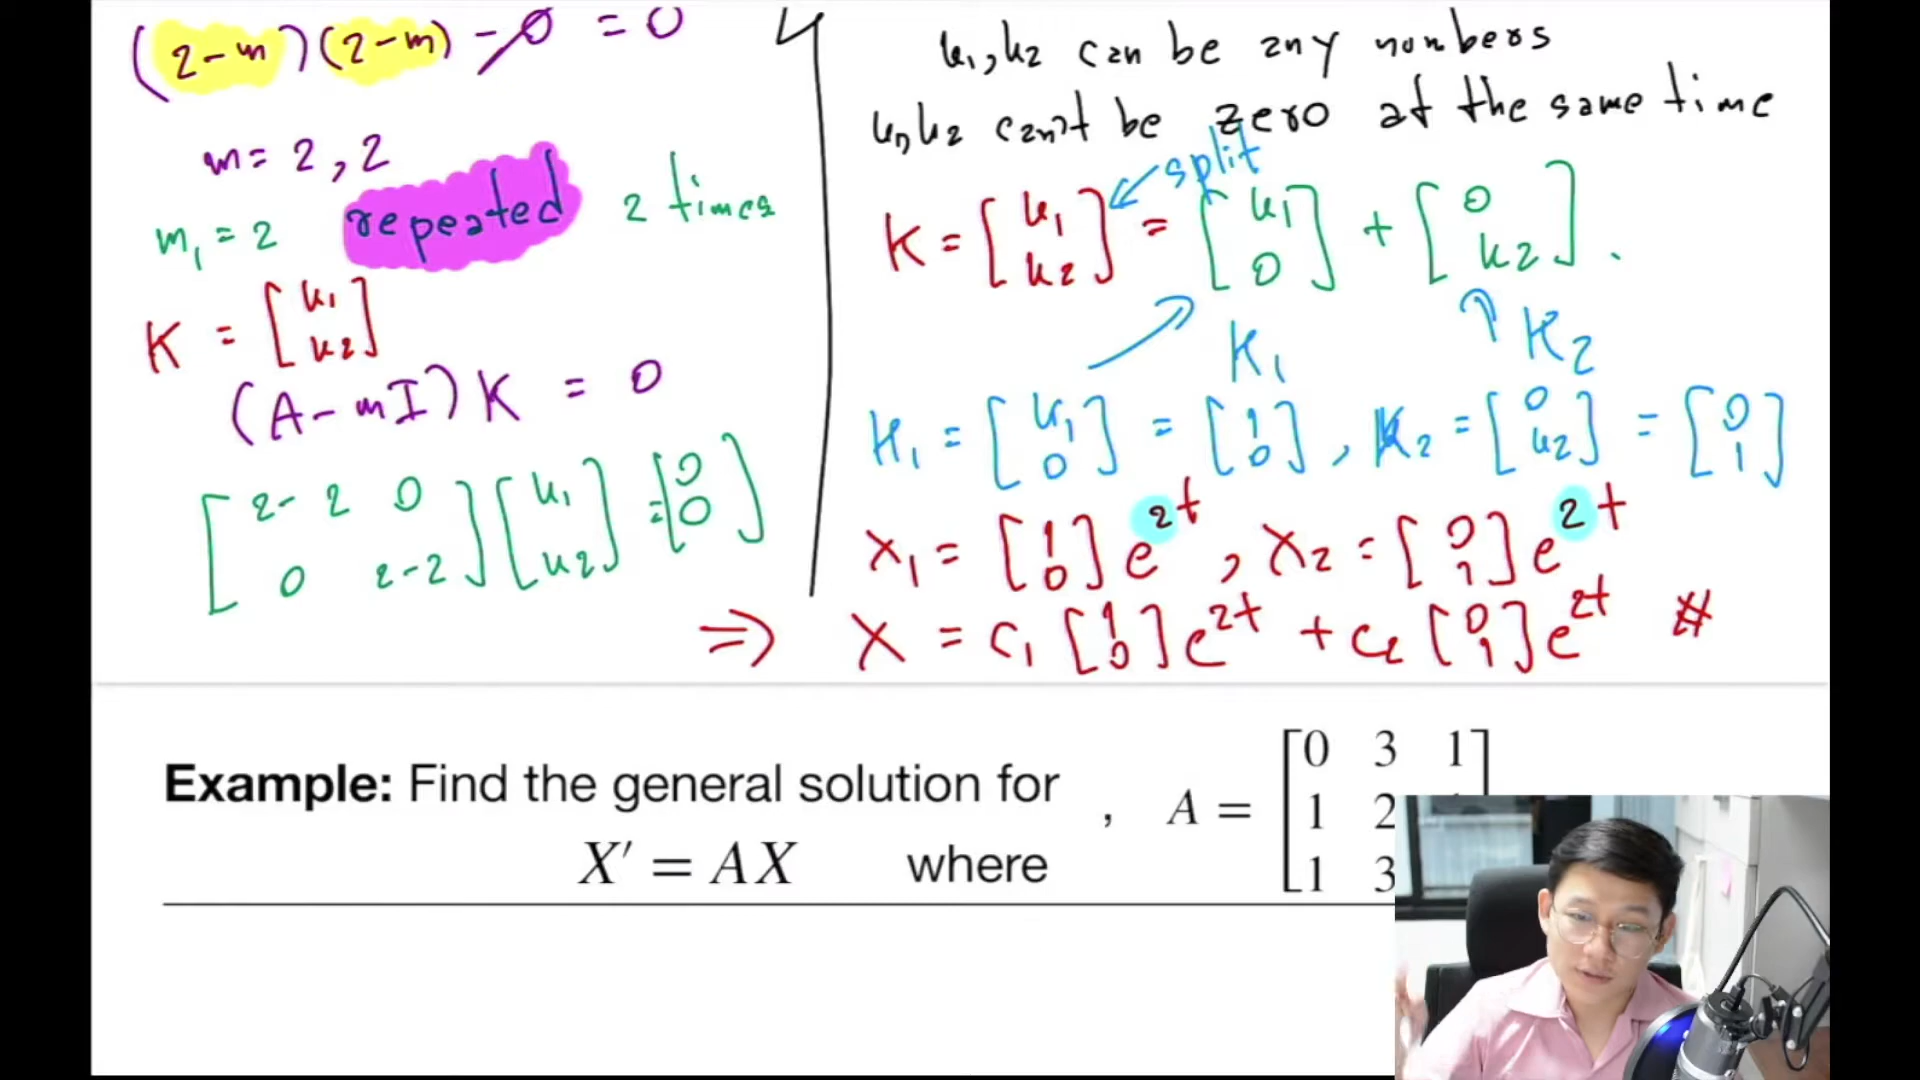 (2-m)(2-m) - 0 = 0
m = 2, 2
m₁ = 2 repeated 2 times
K = [k₁ k₂]
(A - mI) K = 0
[2-2 0 0 2-2] [k₁ k₂] = [0 0]
k₁, k₂ can be any numbers
k₁, k₂ can't be zero at the same time
split
K = [k₁ k₂] = [k₁ 0] + [0 k₂].
K₁ K₂
K₁ = [k₁ 0] = [1 0], K₂ = [0 k₂] = [0 1]
X₁ = [1 0] e^2t, X₂ = [0 1] e^2t
⇒ X = C₁ [1 0] e^2t + C₂ [0 1] e^2t #
Example: Find the general solution for
X′ = AX where
, A = [0 3 1
1 2
1 3